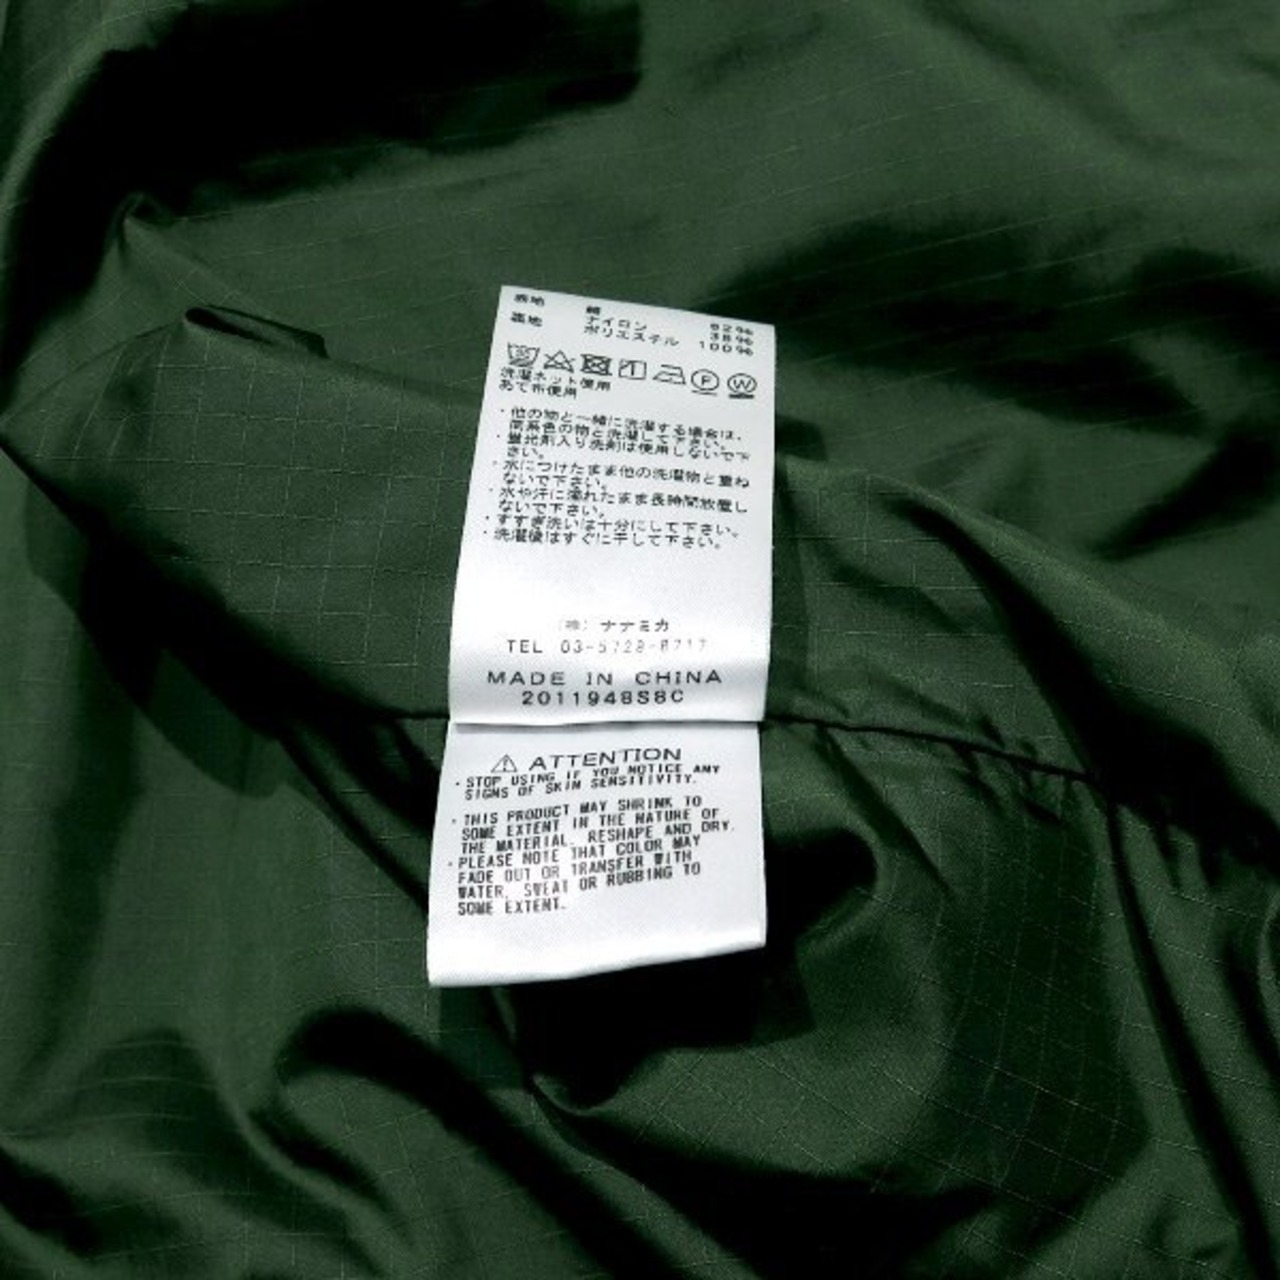 表地 綿 62%
ナイロン 38%
裏地 ポリエステル 100%
洗濯ネット使用
あて布使用
・他の物と一緒に洗濯する場合は、
同系色の物と洗濯して下さい。
・蛍光剤入り洗剤は使用しないで下
さい。
・水につけたまま他の洗濯物と重ね
ないで下さい。
・水や汗に濡れたまま長時間放置し
ないで下さい。
・すすぎ洗いは十分にして下さい。
・洗濯後はすぐに干して下さい。
(株) ナナミカ
TEL 03-5728-6717
MADE IN CHINA
2011948S8C
⚠ ATTENTION
・STOP USING IF YOU NOTICE ANY
SIGNS OF SKIN SENSITIVITY.
・THIS PRODUCT MAY SHRINK TO
SOME EXTENT IN THE NATURE OF
THE MATERIAL. RESHAPE AND DRY.
・PLEASE NOTE THAT COLOR MAY
FADE OUT OR TRANSFER WITH
WATER, SWEAT OR RUBBING TO
SOME EXTENT.